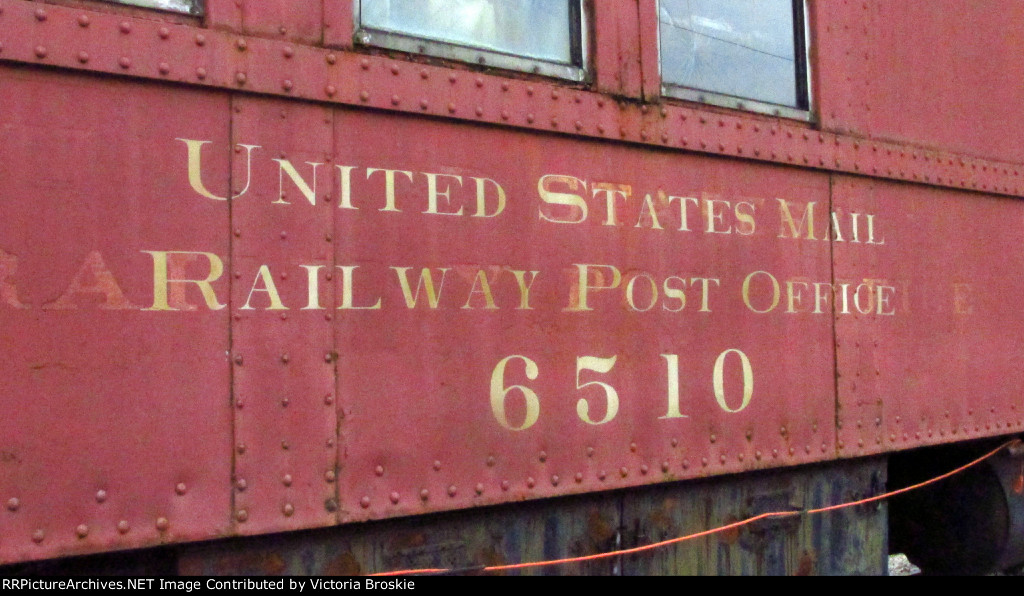 UNITED STATES MAIL
RAILWAY POST OFFICE
6510
RRPictureArchives.NET Image Contributed by Victoria Broskie